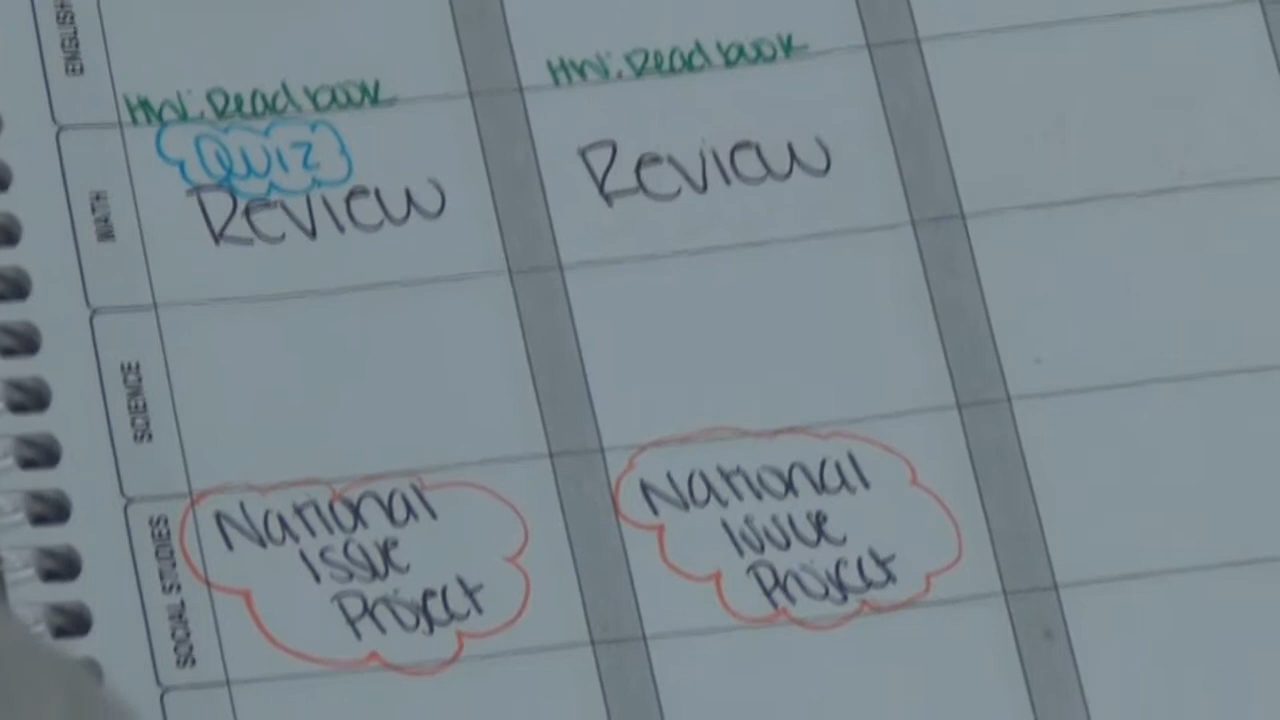 ENGLISH
HW: Read book
HW: Read book
MATH
Quiz
Review
Review
SCIENCE
SOCIAL STUDIES
National
Issue
Project
National
Issue
Project